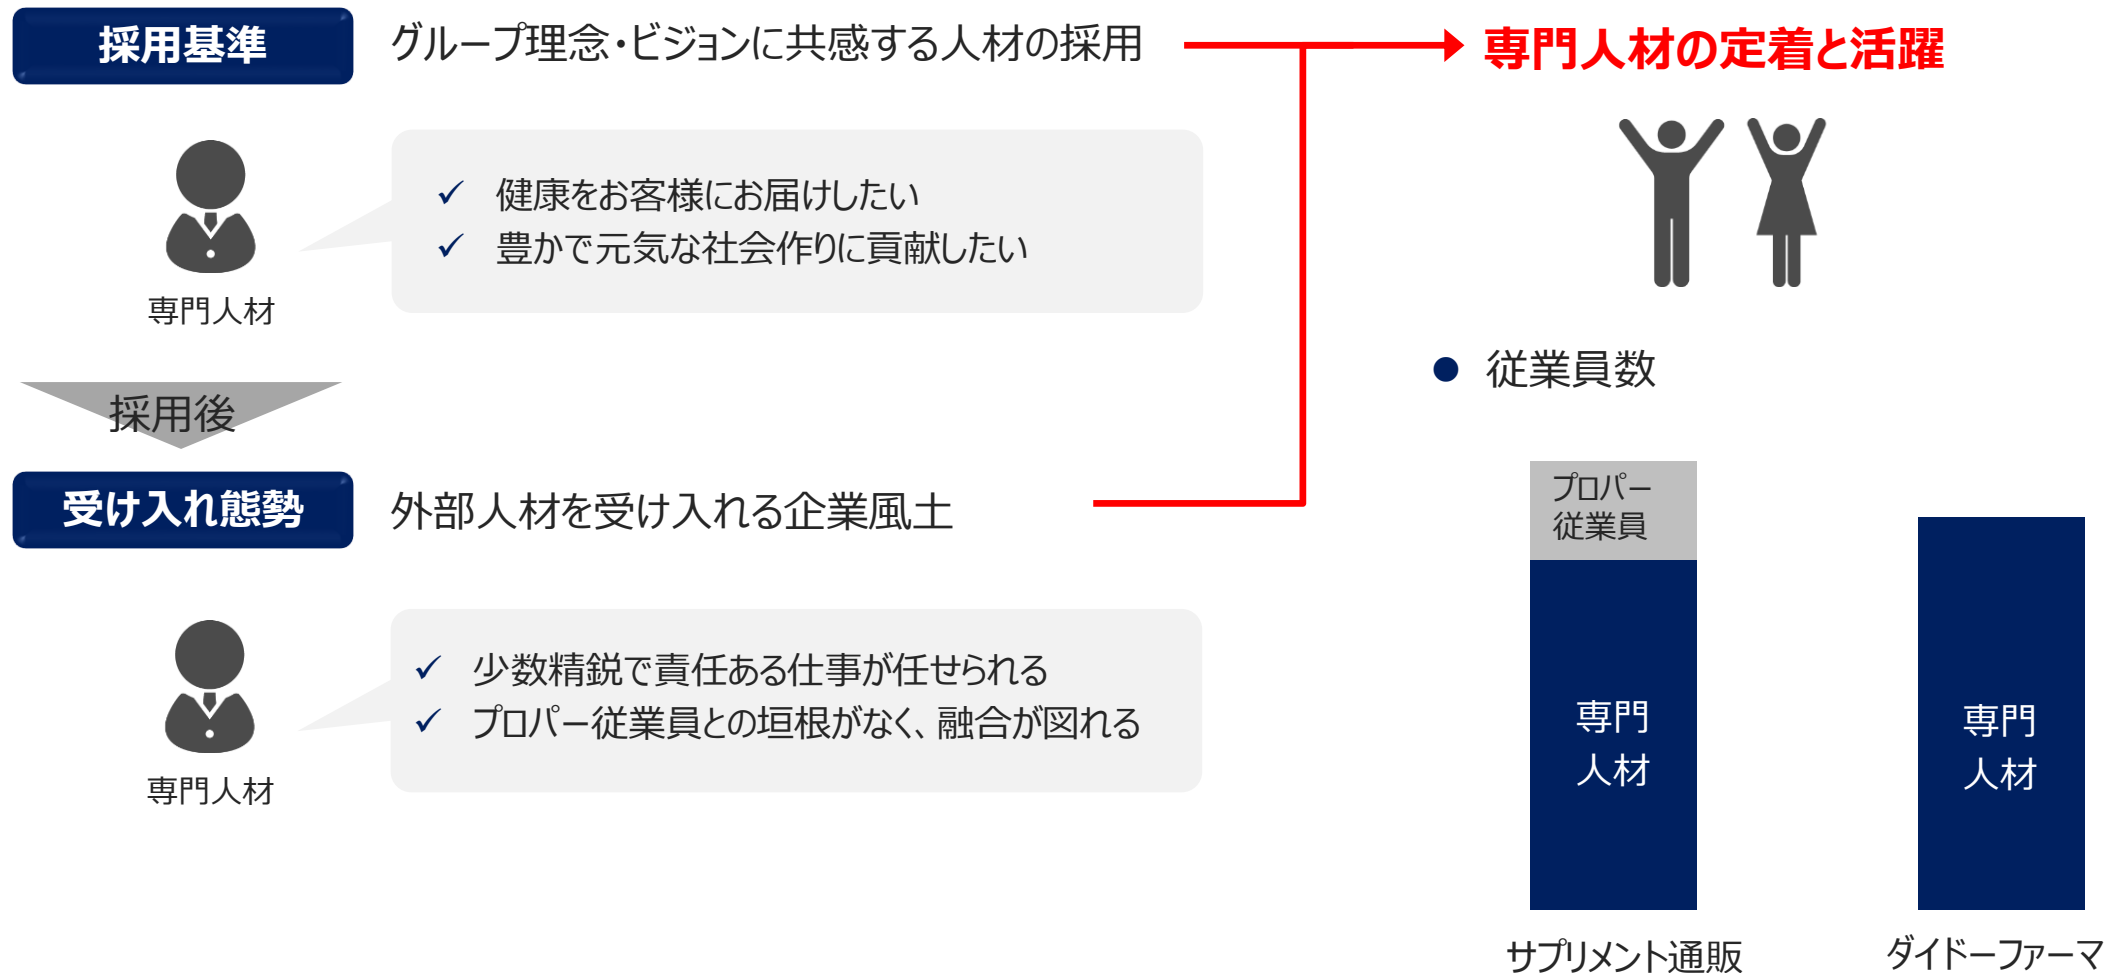 採用基準
グループ理念・ビジョンに共感する人材の採用
専門人材の定着と活躍
健康をお客様にお届けしたい
豊かで元気な社会作りに貢献したい
専門人材
採用後
受け入れ態勢
外部人材を受け入れる企業風土
少数精鋭で責任ある仕事が任せられる
プロパー従業員との垣根がなく、融合が図れる
専門人材
従業員数
プロパー
従業員
専門
人材
サプリメント通販
専門
人材
ダイドーファーマ